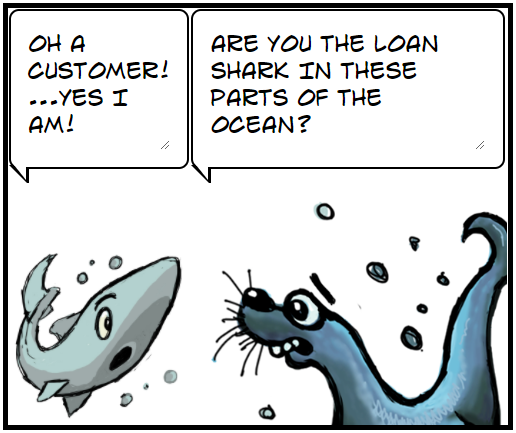 OH A
CUSTOMER!
...YES I
AM!
ARE YOU THE LOAN
SHARK IN THESE
PARTS OF THE
OCEAN?